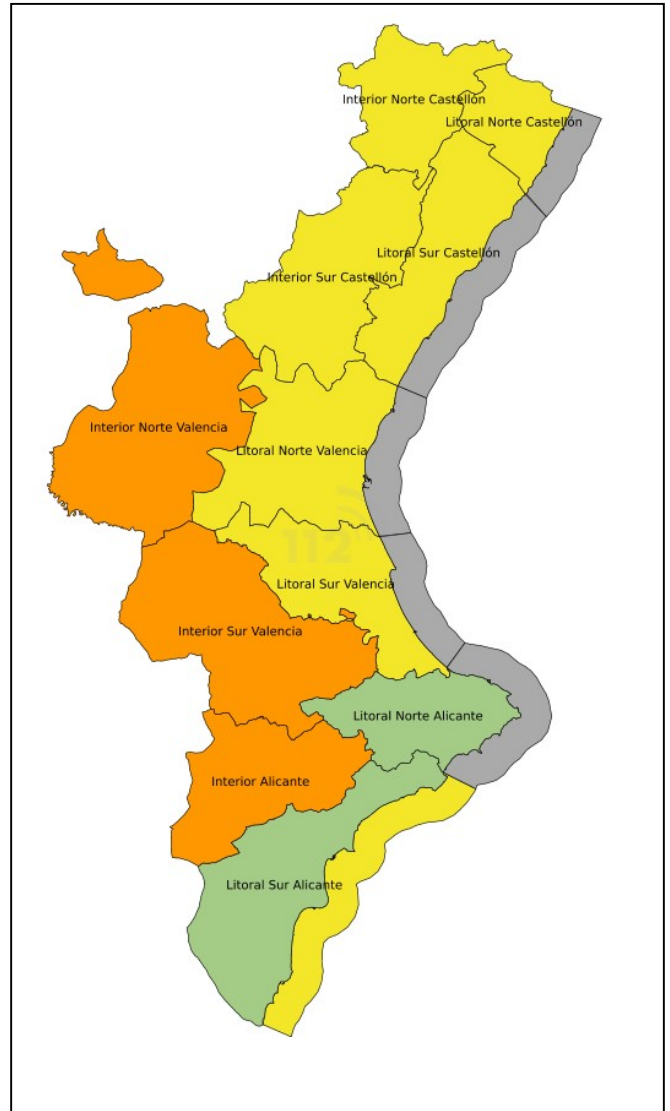 Interior Norte Castellón
Litoral Norte Castellón
Litoral Sur Castellón
Interior Sur Castellón
Interior Norte Valencia
Litoral Norte Valencia
112
Litoral Sur Valencia
Interior Sur Valencia
Litoral Norte Alicante
Interior Alicante
Litoral Sur Alicante